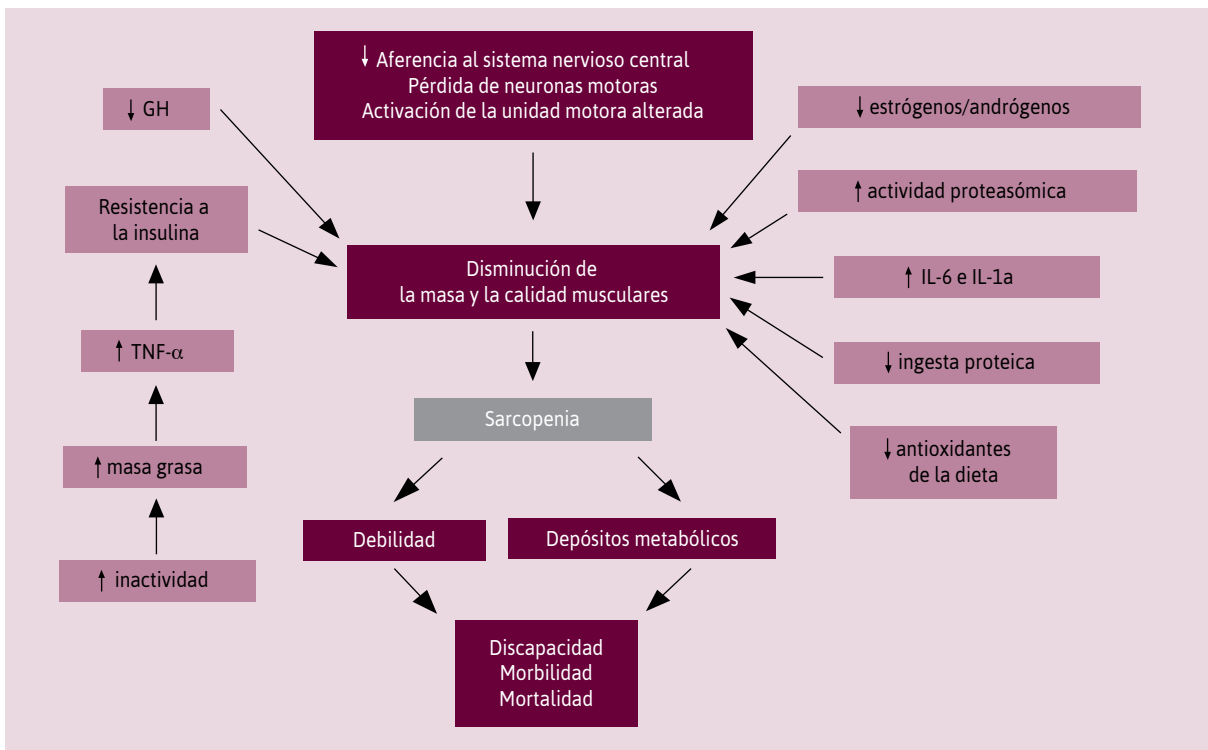 ↓ Aferencia al sistema nervioso central
Pérdida de neuronas motoras
Activación de la unidad motora alterada
↓ GH
Resistencia a
la insulina
↑ TNF-α
↑ masa grasa
↑ inactividad
↓ estrógenos/andrógenos
↑ actividad proteasómica
↑ IL-6 e IL-1a
↓ ingesta proteica
↓ antioxidantes
de la dieta
Disminución de
la masa y la calidad musculares
Sarcopenia
Debilidad
Depósitos metabólicos
Discapacidad
Morbilidad
Mortalidad